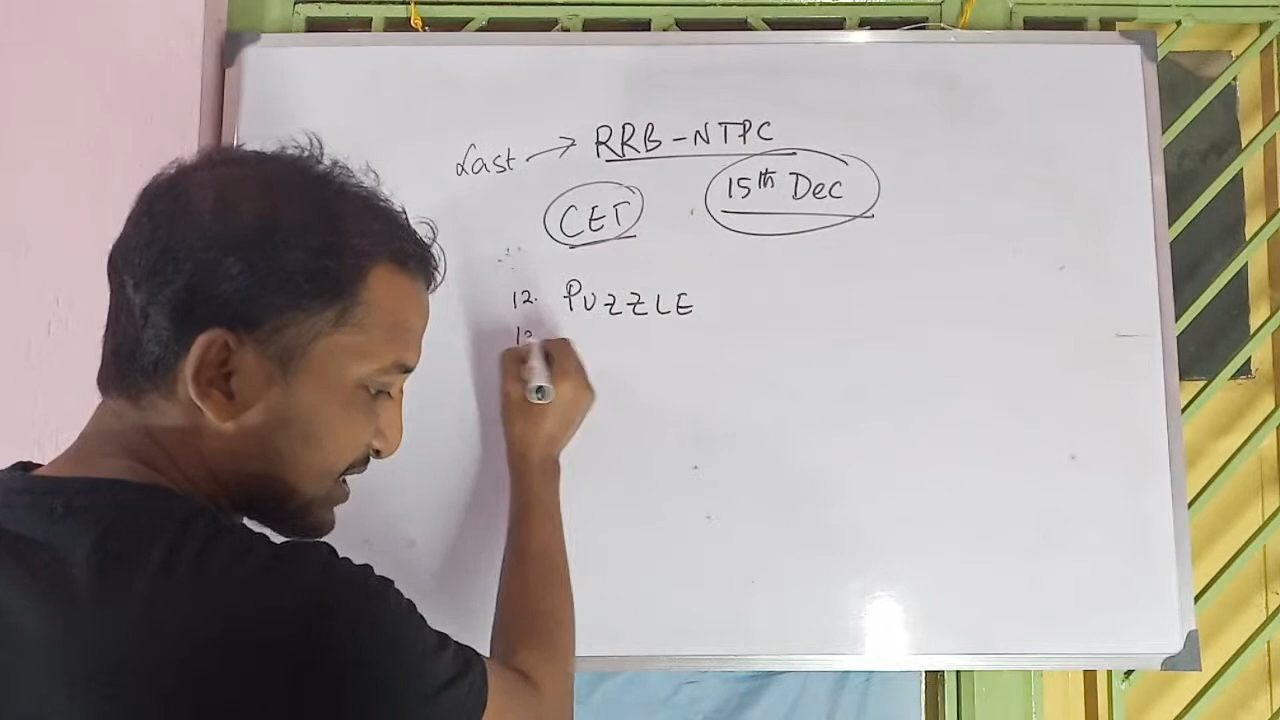 Last → RRB-NTPC
CET 15th Dec
12. PUZZLE